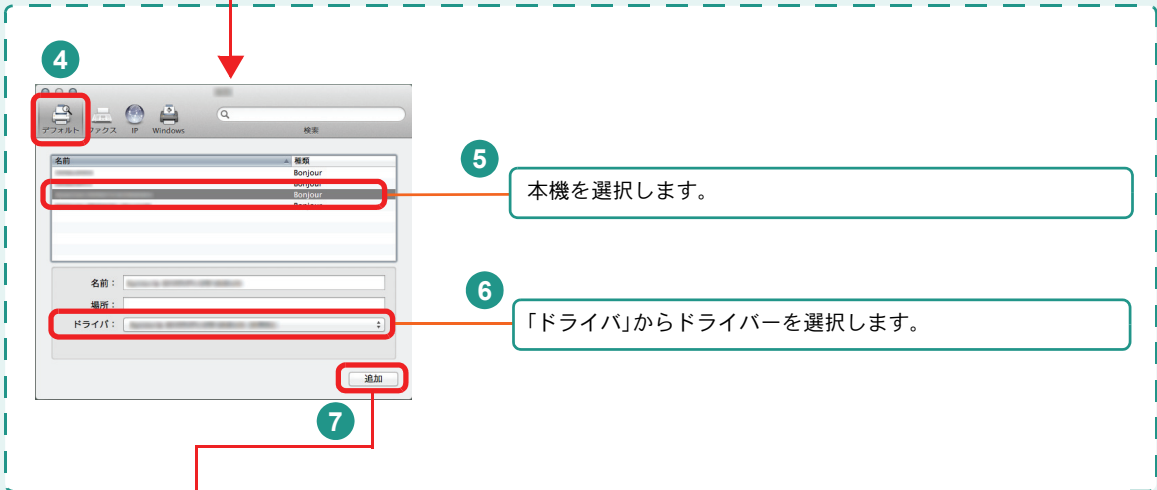 4
デフォルト ファクス IP Windows 検索
名前 種類
Bonjour
Bonjour
Bonjour
Bonjour
5
本機を選択します。
名前：
場所：
ドライバ：
6
「ドライバ」からドライバーを選択します。
追加
7